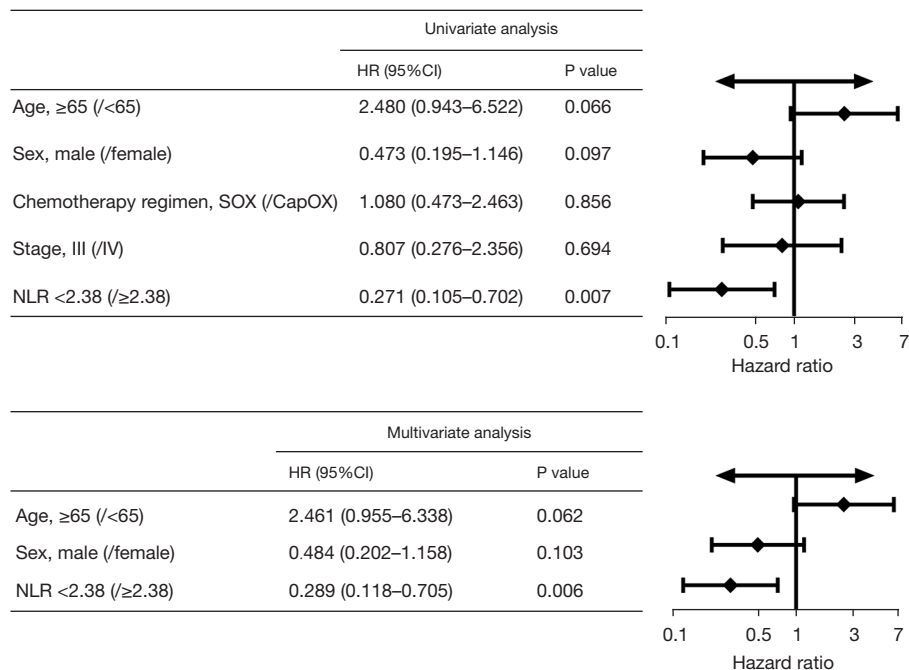 Univariate analysis
HR (95%CI) P value
Age, ≥65 (/<65) 2.480 (0.943–6.522) 0.066
Sex, male (/female) 0.473 (0.195–1.146) 0.097
Chemotherapy regimen, SOX (/CapOX) 1.080 (0.473–2.463) 0.856
Stage, III (/IV) 0.807 (0.276–2.356) 0.694
NLR <2.38 (/≥2.38) 0.271 (0.105–0.702) 0.007
0.1 0.5 1 3 7
Hazard ratio
Multivariate analysis
HR (95%CI) P value
Age, ≥65 (/<65) 2.461 (0.955–6.338) 0.062
Sex, male (/female) 0.484 (0.202–1.158) 0.103
NLR <2.38 (/≥2.38) 0.289 (0.118–0.705) 0.006
0.1 0.5 1 3 7
Hazard ratio